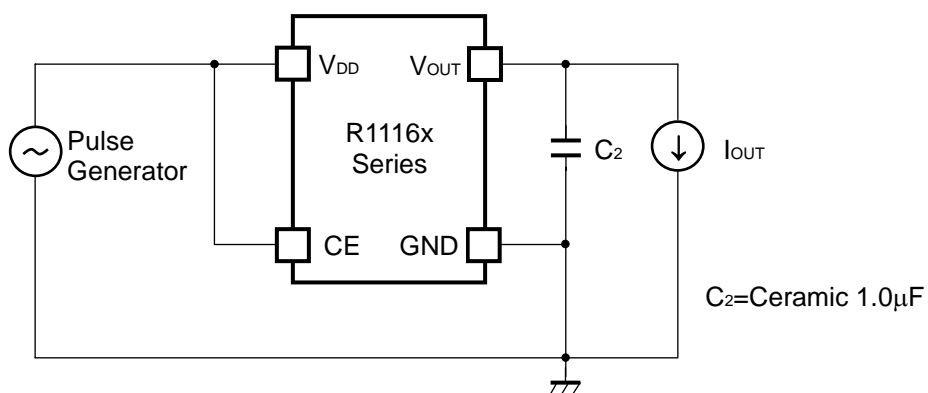 VDD
VOUT
R1116x
Series
Pulse
Generator
C2
IOUT
CE
GND
C2=Ceramic 1.0μF